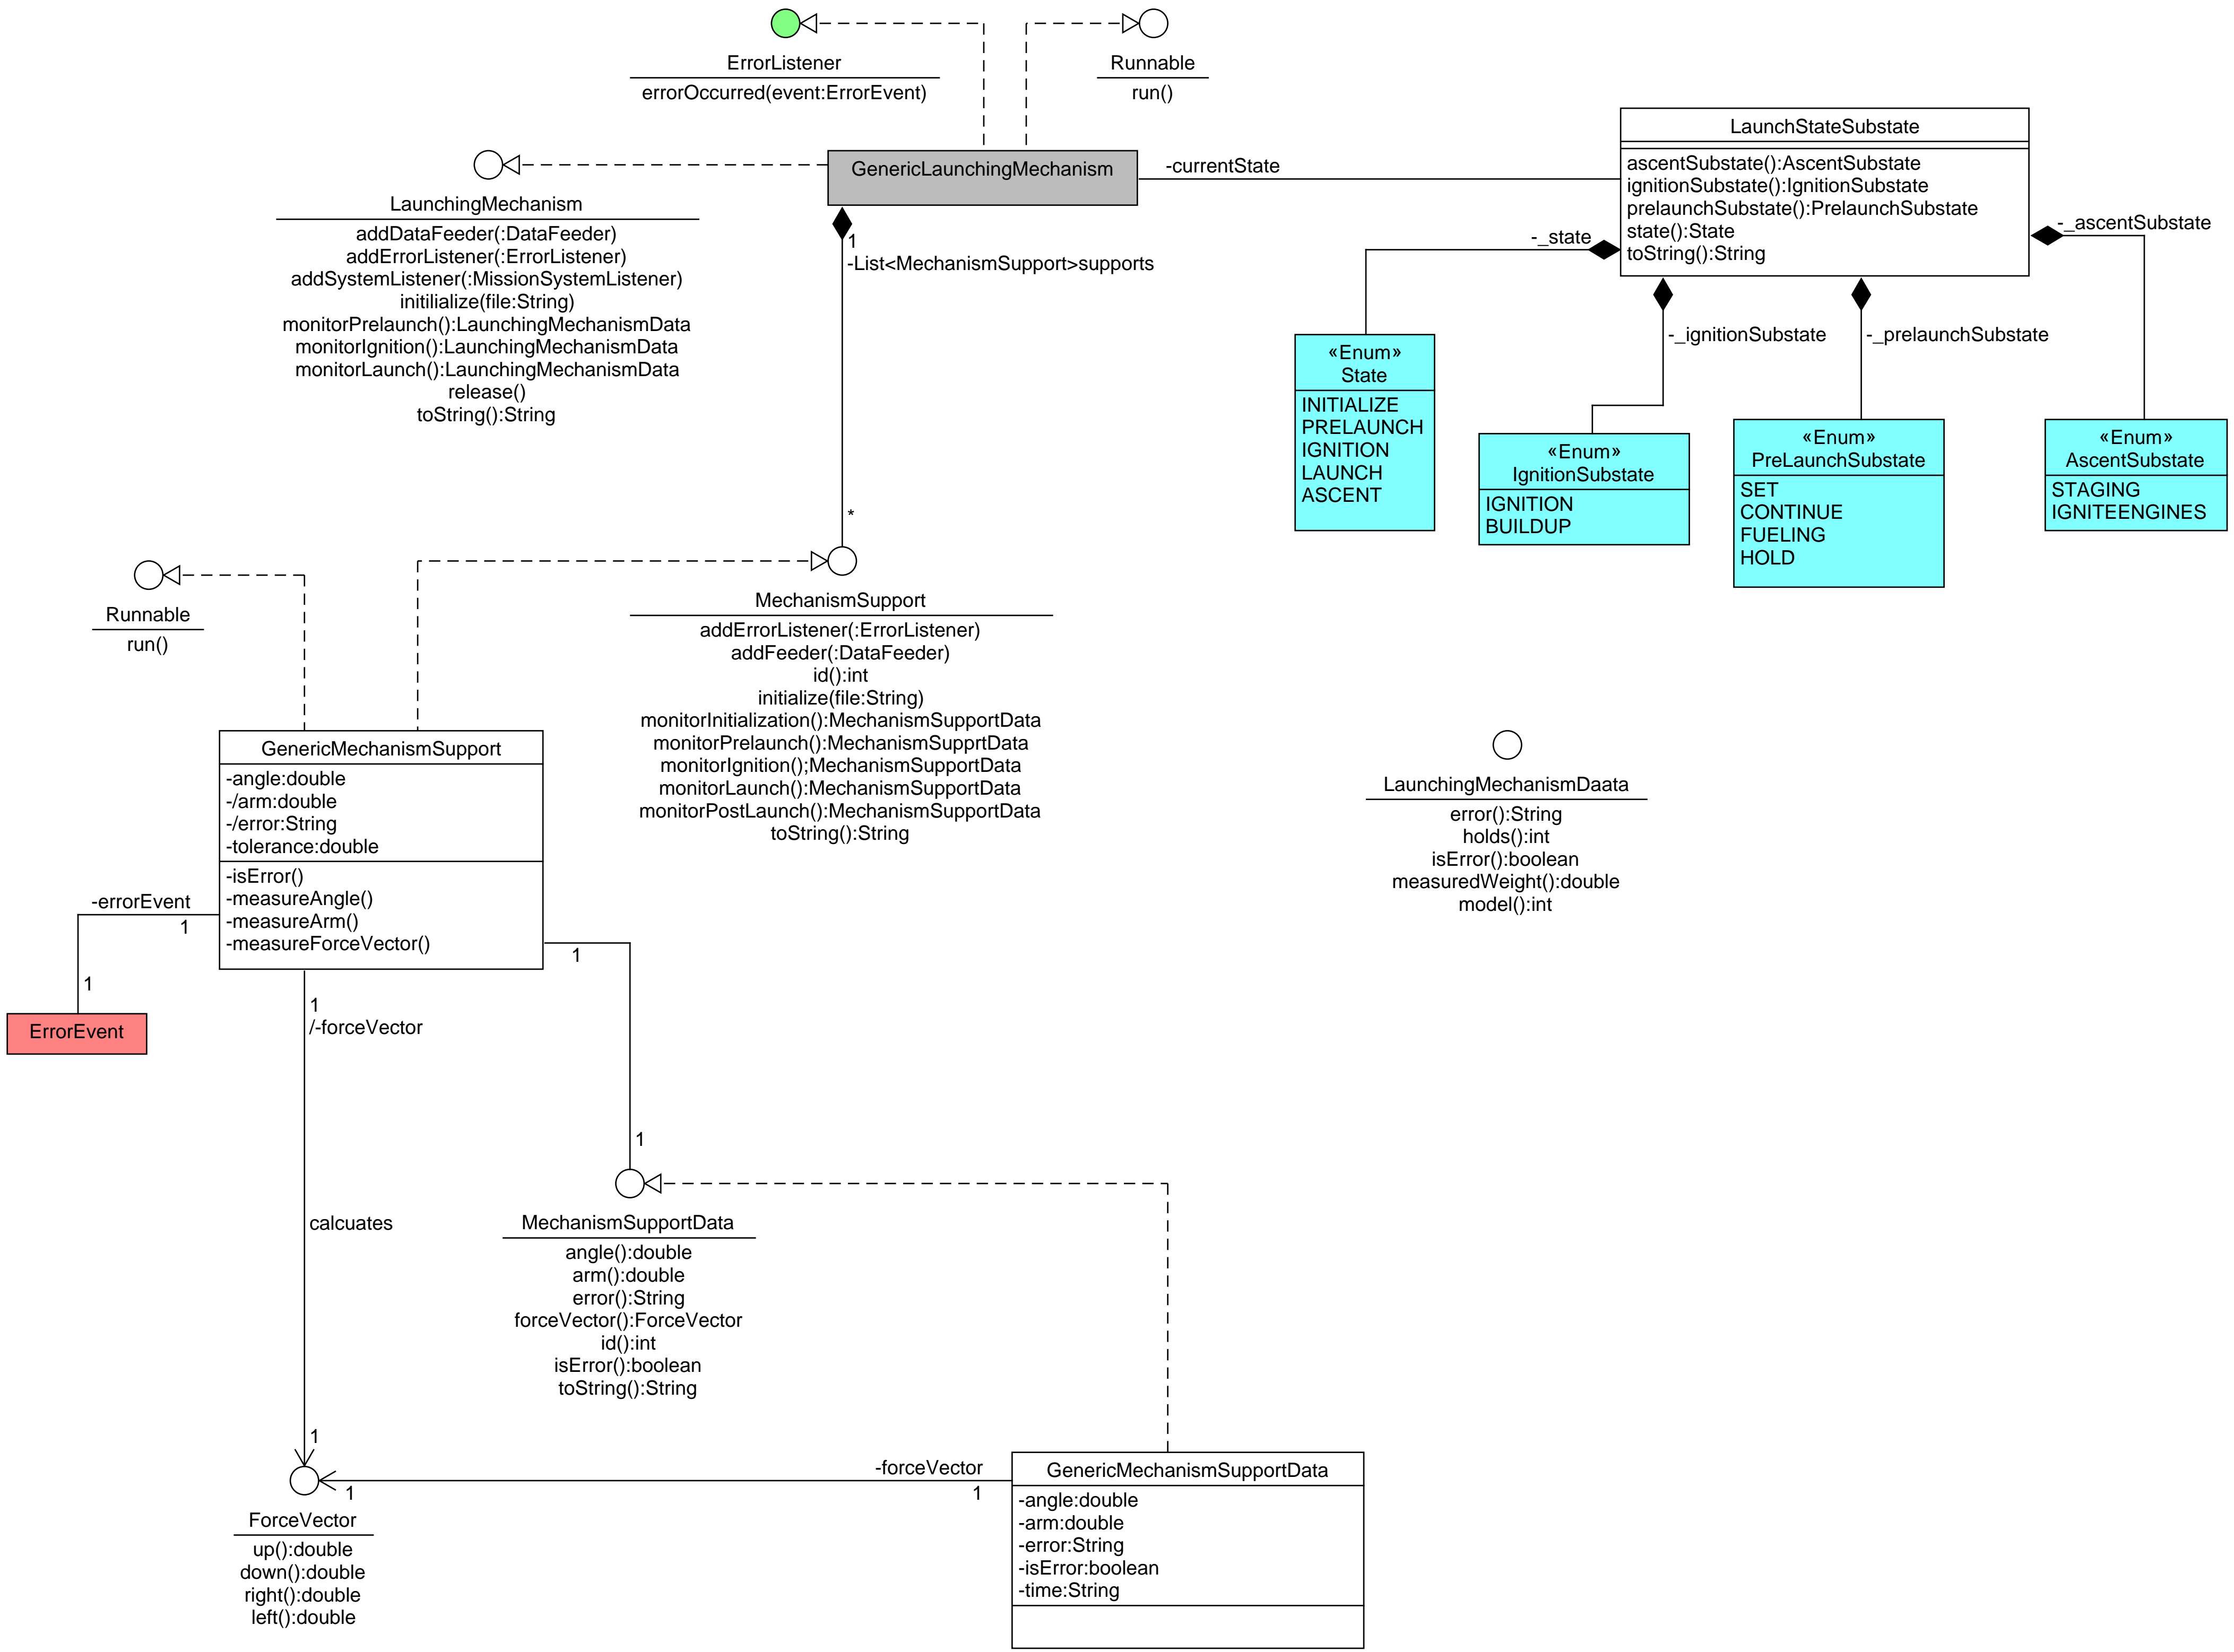 ErrorListener
errorOccurred(event:ErrorEvent)
Runnable
run()
LaunchingMechanism
addDataFeeder(:DataFeeder)
addErrorListener(:ErrorListener)
addSystemListener(:MissionSystemListener)
initilialize(file:String)
monitorPrelaunch():LaunchingMechanismData
monitorIgnition():LaunchingMechanismData
monitorLaunch():LaunchingMechanismData
release()
toString():String
GenericLaunchingMechanism
-currentState
1
-List<MechanismSupport>supports
*
LaunchStateSubstate
ascentSubstate():AscentSubstate
ignitionSubstate():IgnitionSubstate
prelaunchSubstate():PrelaunchSubstate
state():State
toString():String
-_state
-_ignitionSubstate
-_prelaunchSubstate
-_ascentSubstate
«Enum»
State
INITIALIZE
PRELAUNCH
IGNITION
LAUNCH
ASCENT
«Enum»
IgnitionSubstate
IGNITION
BUILDUP
«Enum»
PreLaunchSubstate
SET
CONTINUE
FUELING
HOLD
«Enum»
AscentSubstate
STAGING
IGNITEENGINES
Runnable
run()
MechanismSupport
addErrorListener(:ErrorListener)
addFeeder(:DataFeeder)
id():int
initialize(file:String)
monitorInitialization():MechanismSupportData
monitorPrelaunch():MechanismSupprtData
monitorIgnition();MechanismSupportData
monitorLaunch():MechanismSupportData
monitorPostLaunch():MechanismSupportData
toString():String
GenericMechanismSupport
-angle:double
-/arm:double
-/error:String
-tolerance:double
-isError()
-measureAngle()
-measureArm()
-measureForceVector()
LaunchingMechanismDaata
error():String
holds():int
isError():boolean
measuredWeight():double
model():int
-errorEvent
1
1
ErrorEvent
1
/-forceVector
calcuates
1
1
1
MechanismSupportData
angle():double
arm():double
error():String
forceVector():ForceVector
id():int
isError():boolean
toString():String
-forceVector
1
1
ForceVector
up():double
down():double
right():double
left():double
GenericMechanismSupportData
-angle:double
-arm:double
-error:String
-isError:boolean
-time:String